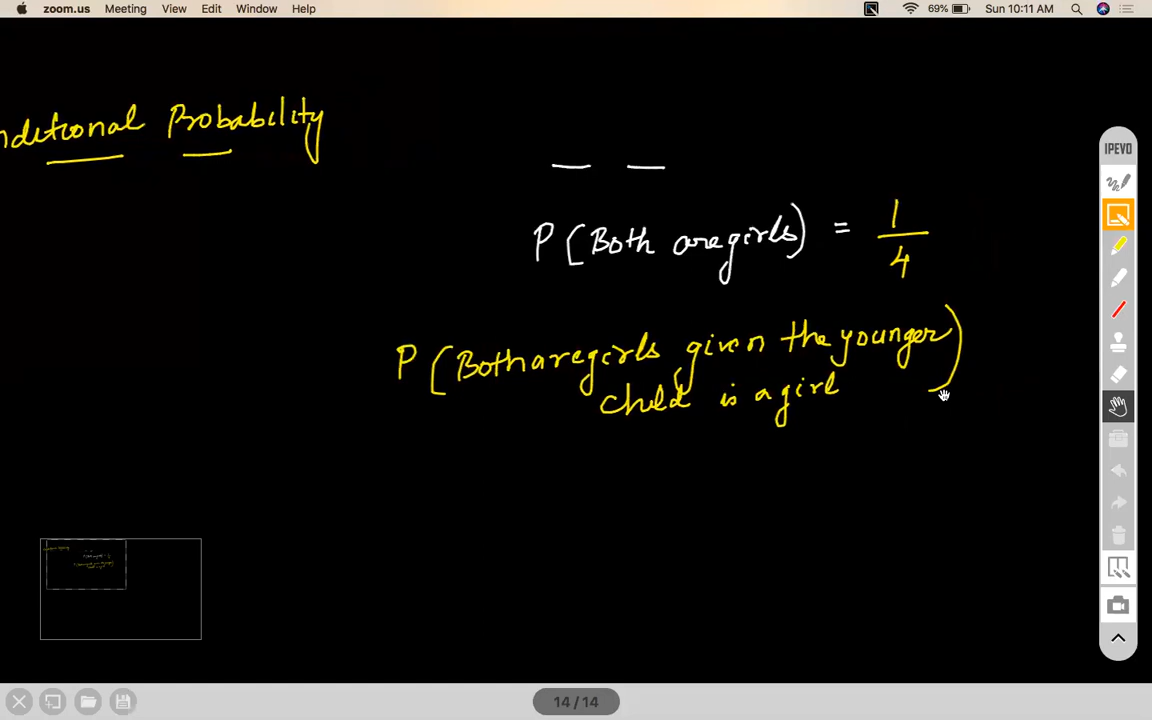 zoom.us Meeting View Edit Window Help 69% Sun 10:11 AM
nditional Probability
IPEVO
P(Both are girls) = 1/4
P(Both are girls, given the younger)
child is a girl
14 / 14